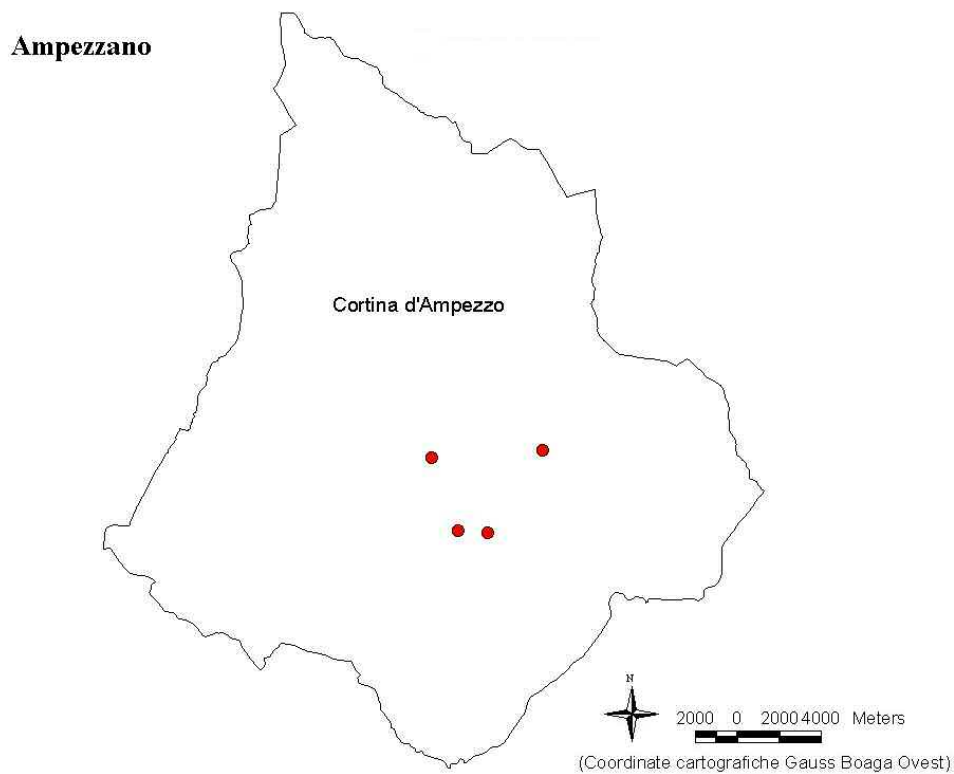 Ampezzano
Cortina d'Ampezzo
N
2000 0 2000 4000 Meters
(Coordinate cartografiche Gauss Boaga Ovest)